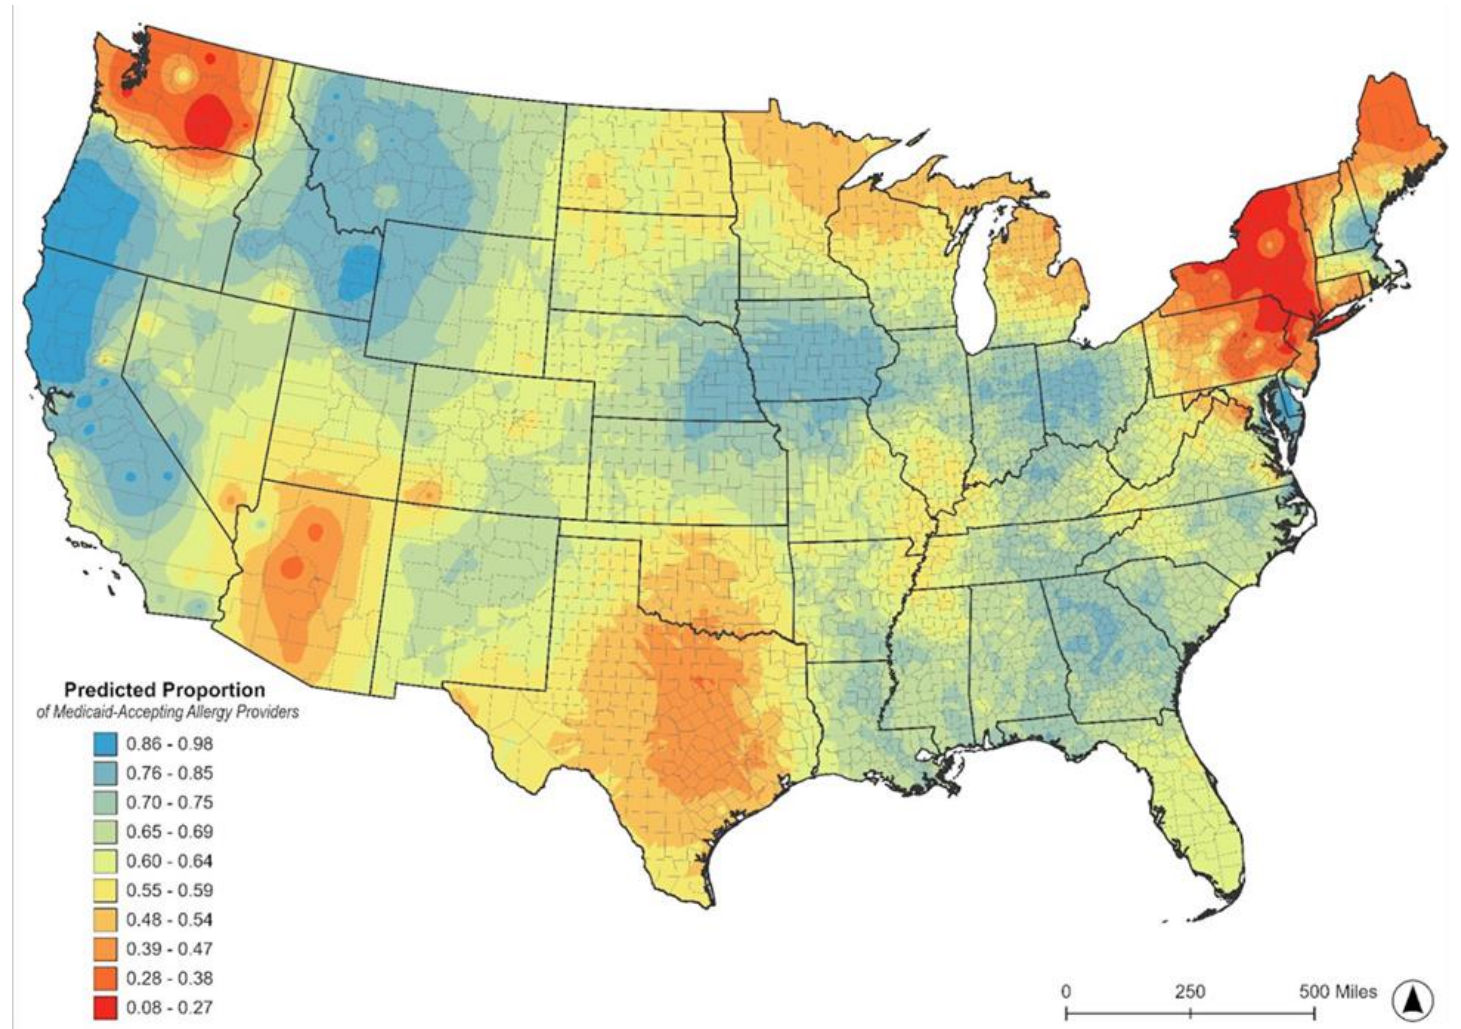 Predicted Proportion
of Medicaid-Accepting Allergy Providers
0.86 - 0.98
0.76 - 0.85
0.70 - 0.75
0.65 - 0.69
0.60 - 0.64
0.55 - 0.59
0.48 - 0.54
0.39 - 0.47
0.28 - 0.38
0.08 - 0.27
0 250 500 Miles